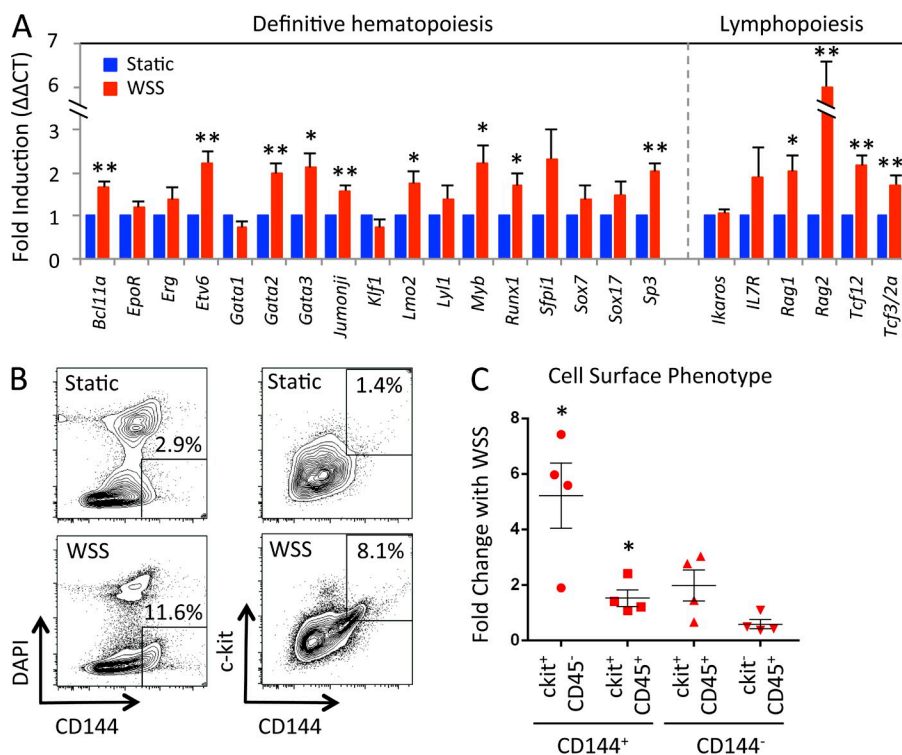 A
Definitive hematopoiesis
Lymphopoiesis
Fold Induction (ΔΔCT)
7
6
3
2
1
0
Static
WSS
** ** ** * ** * * * ** * ** ** **
Bcl11a EpoR Erg Etv6 Gata1 Gata2 Gata3 Jumonji Klf1 Lmo2 Lyl1 Myb Runx1 Sfpi1 Sox7 Sox17 Sp3 Ikaros IL7R Rag1 Rag2 Tcf12 Tcf3/2a
B
Static
2.9%
Static
1.4%
WSS
11.6%
WSS
8.1%
DAPI
CD144
c-kit
CD144
C
Cell Surface Phenotype
Fold Change with WSS
8
6
4
2
0
*
*
ckit+ CD45-
ckit+ CD45+
ckit+ CD45+
ckit- CD45+
CD144+
CD144-